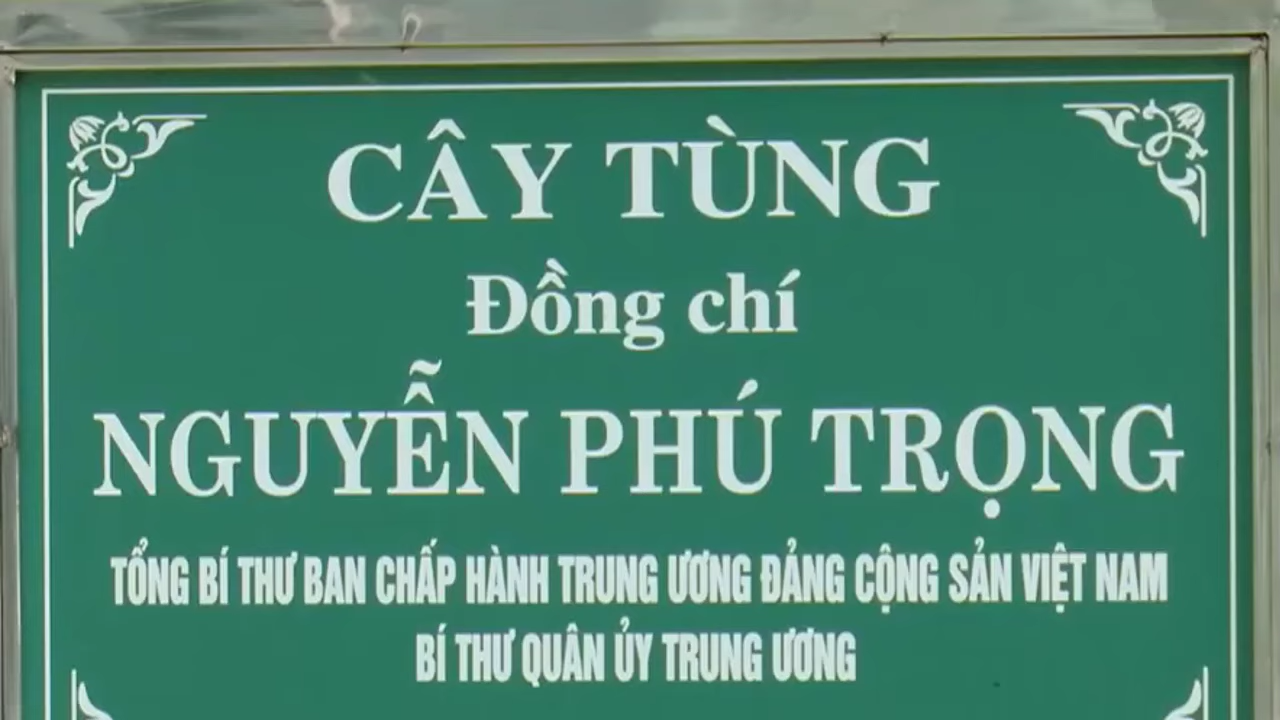 CÂY TÙNG
Đồng chí
NGUYỄN PHÚ TRỌNG
TỔNG BÍ THƯ BAN CHẤP HÀNH TRUNG ƯƠNG ĐẢNG CỘNG SẢN VIỆT NAM
BÍ THƯ QUÂN ỦY TRUNG ƯƠNG